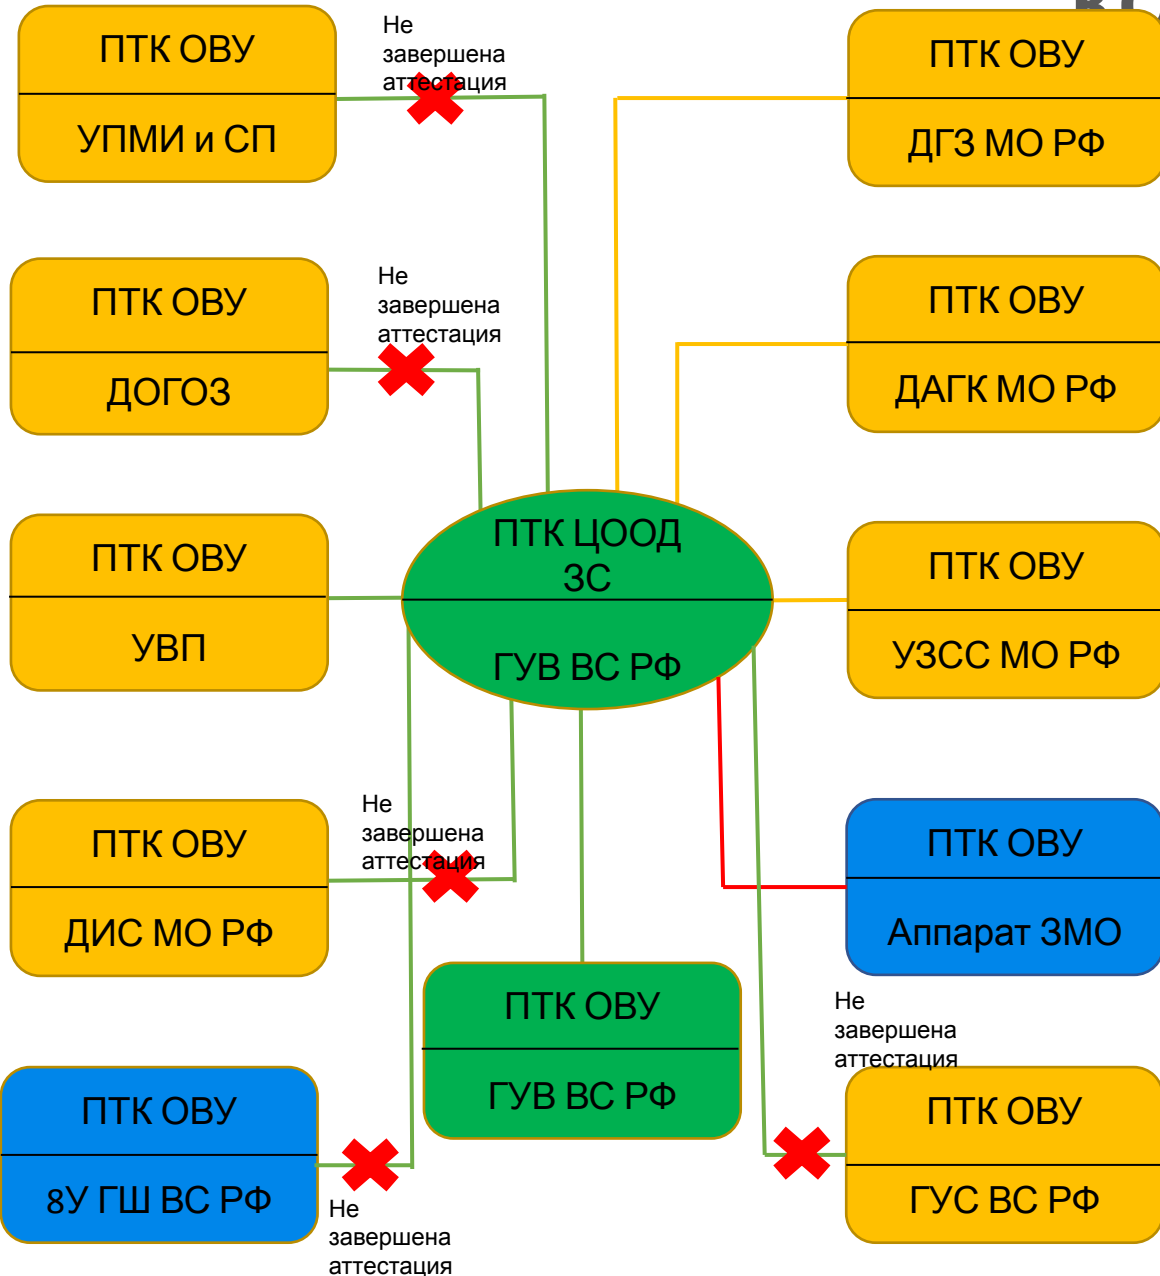 ПТК ОВУ
УПМИ и СП
Не
завершена
аттестация
ПТК ОВУ
ДГЗ МО РФ
ПТК ОВУ
ДОГОЗ
Не
завершена
аттестация
ПТК ОВУ
ДАГК МО РФ
ПТК ОВУ
УВП
ПТК ЦООД
ЗС
ГУВ ВС РФ
ПТК ОВУ
УЗСС МО РФ
ПТК ОВУ
ДИС МО РФ
Не
завершена
аттестация
ПТК ОВУ
Аппарат ЗМО
ПТК ОВУ
ГУВ ВС РФ
ПТК ОВУ
8У ГШ ВС РФ
Не
завершена
аттестация
Не
завершена
аттестация
ПТК ОВУ
ГУС ВС РФ